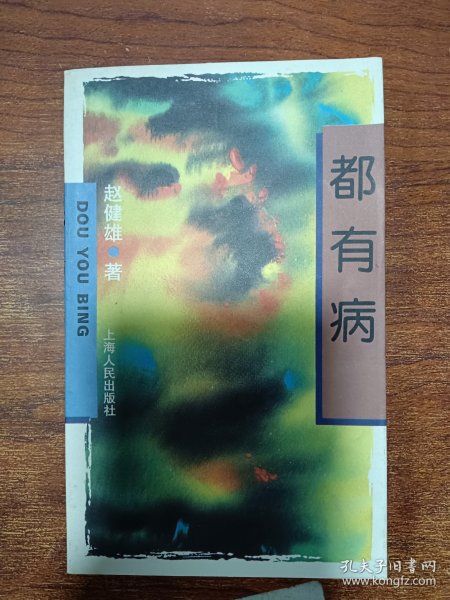 都有病
赵健雄·著
上海人民出版社
DOU YOU BING
孔夫子旧书网
www.kongfz.com